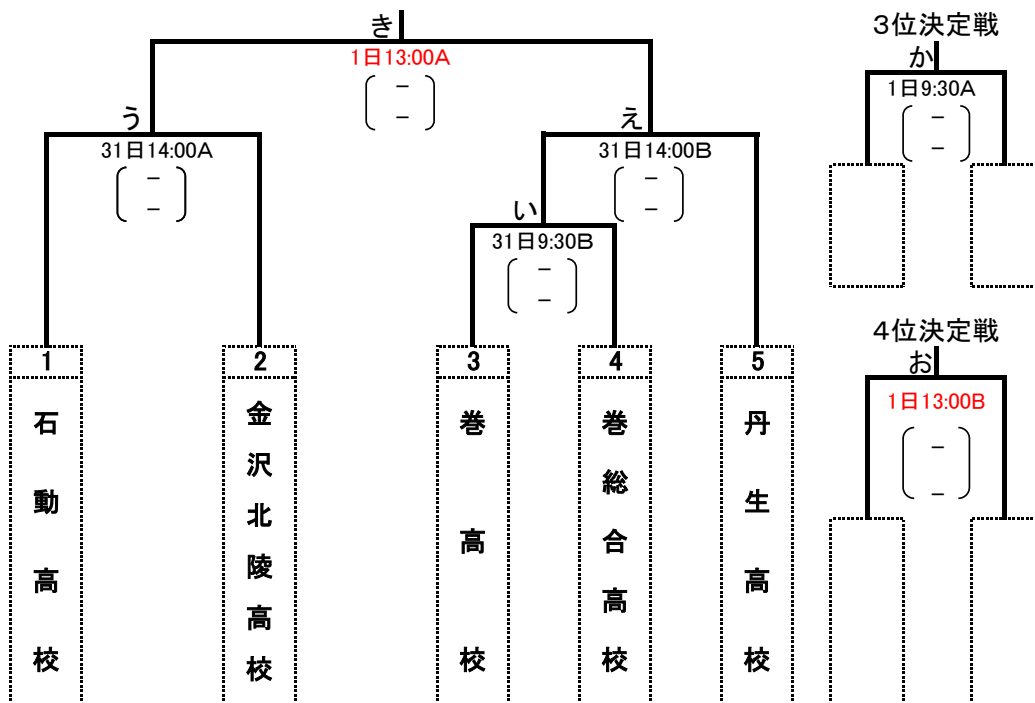 き
1日13:00A
－
－
う
31日14:00A
－
－
え
31日14:00B
－
－
い
31日9:30B
－
－
1
石動高校
2
金沢北陵高校
3
巻高校
4
巻総合高校
5
丹生高校
3位決定戦
か
1日9:30A
－
－
4位決定戦
お
1日13:00B
－
－